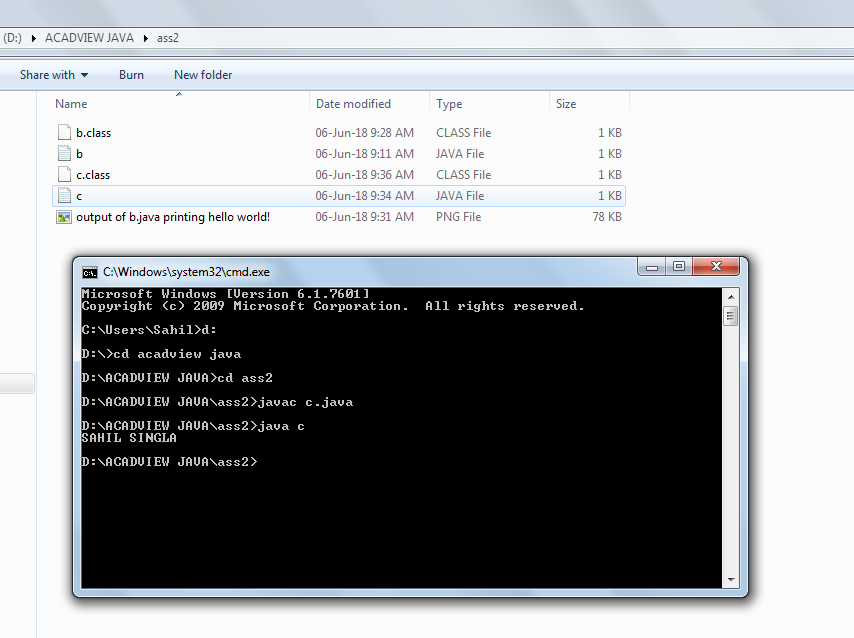 (D:) ▸ ACADVIEW JAVA ▸ ass2
Share with Burn New folder
Name Date modified Type Size
b.class 06-Jun-18 9:28 AM CLASS File 1 KB
b 06-Jun-18 9:11 AM JAVA File 1 KB
c.class 06-Jun-18 9:36 AM CLASS File 1 KB
c 06-Jun-18 9:34 AM JAVA File 1 KB
output of b.java printing hello world! 06-Jun-18 9:31 AM PNG File 78 KB
C:\Windows\system32\cmd.exe
Microsoft Windows [Version 6.1.7601]
Copyright (c) 2009 Microsoft Corporation.  All rights reserved.
C:\Users\Sahil>d:
D:\>cd acadview java
D:\ACADVIEW JAVA>cd ass2
D:\ACADVIEW JAVA\ass2>javac c.java
D:\ACADVIEW JAVA\ass2>java c
SAHIL SINGLA
D:\ACADVIEW JAVA\ass2>